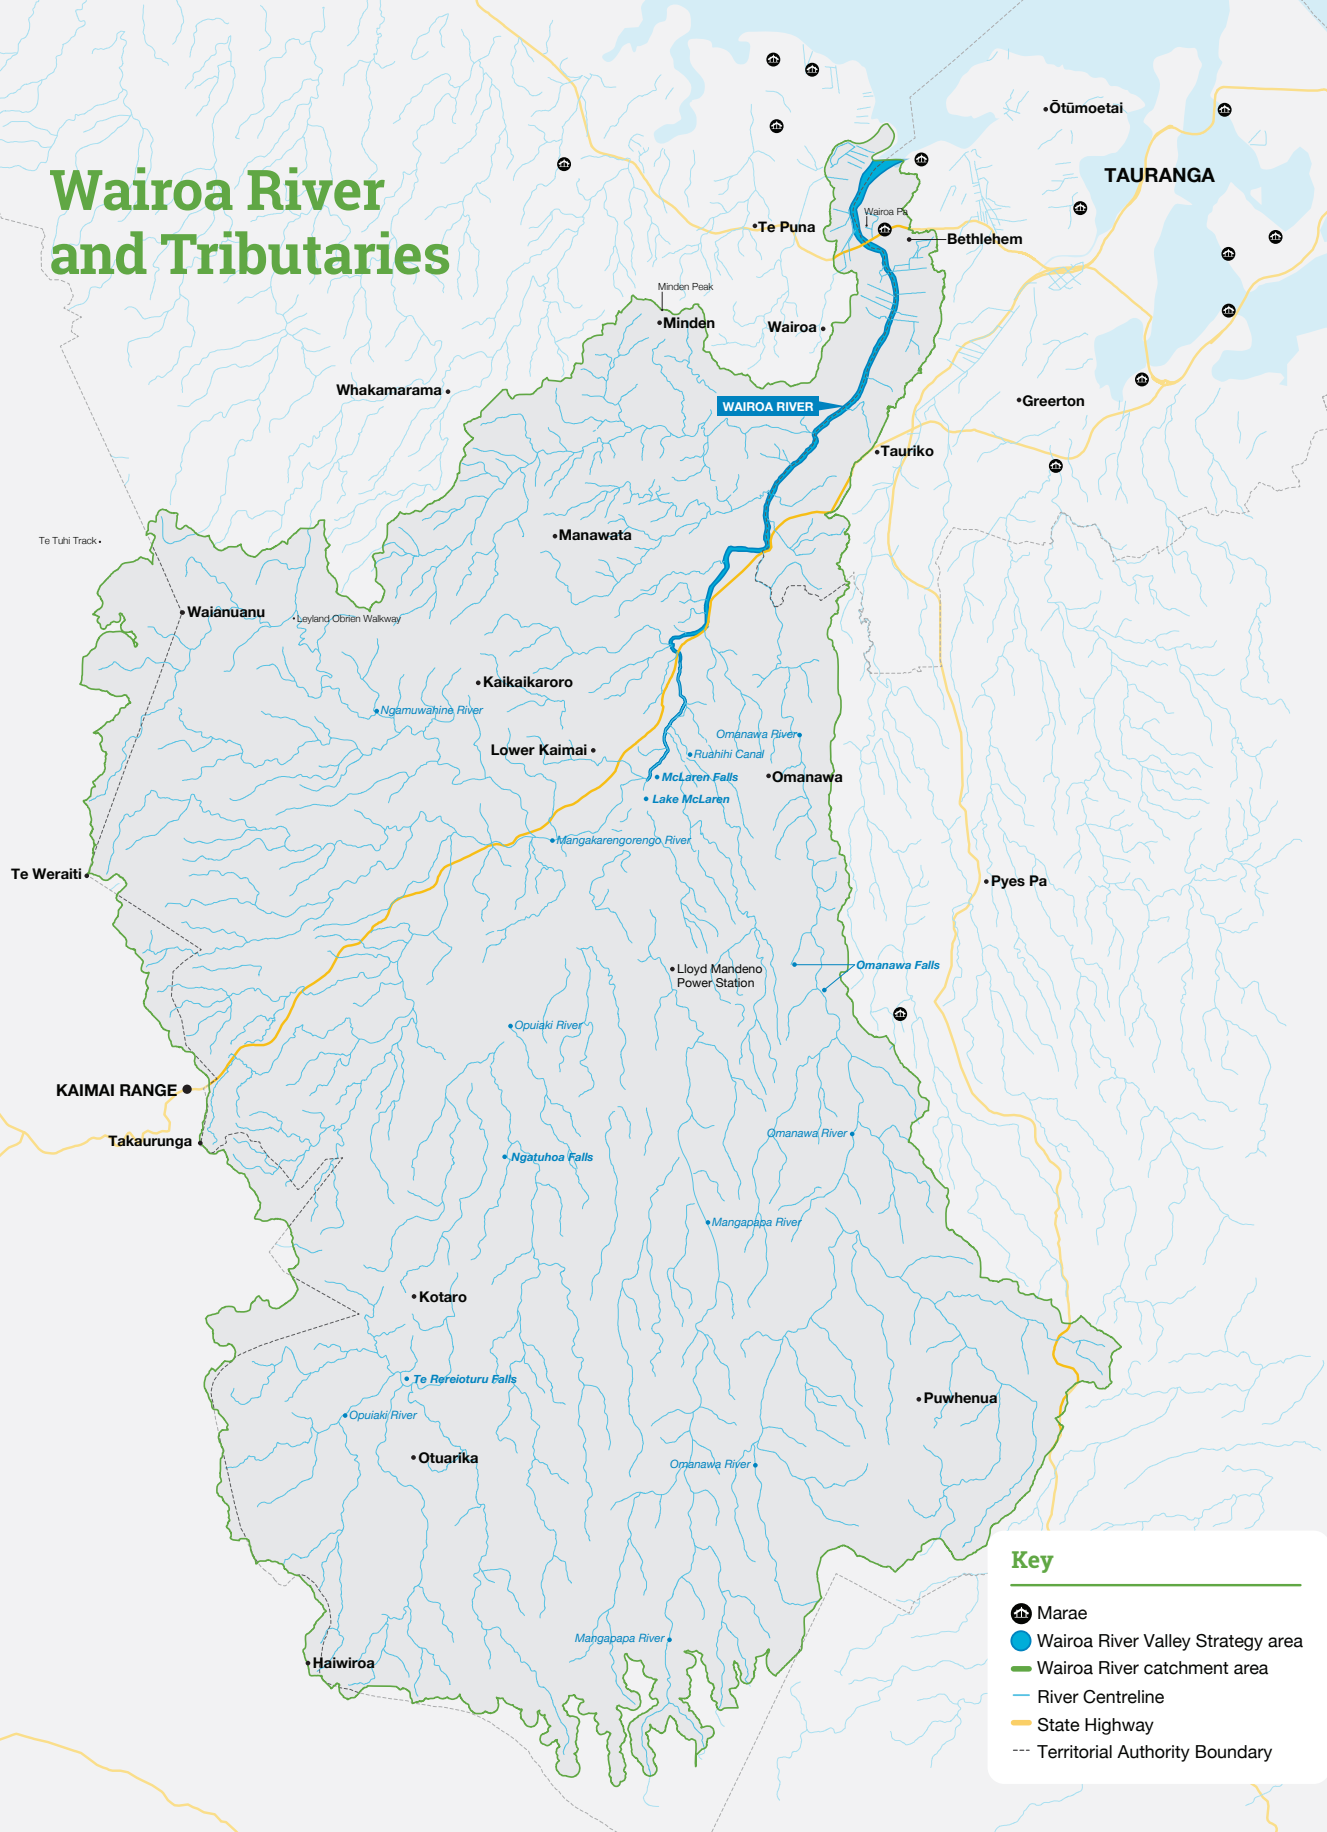 Wairoa River
and Tributaries
Ōtūmoetai
TAURANGA
Wairoa Pa
Te Puna
Bethlehem
Minden Peak
Minden
Wairoa
Whakamarama
WAIROA RIVER
Greerton
Tauriko
Manawata
Te Tuhi Track
Waianuanu
Leyland Obrien Walkway
Kaikaikaroro
Ngamuwahine River
Omanawa River
Lower Kaimai
Ruahihi Canal
McLaren Falls
Omanawa
Lake McLaren
Mangakarengorengo River
Te Weraiti
Pyes Pa
Omanawa Falls
Lloyd Mandeno
Power Station
Opuiaki River
KAIMAI RANGE
Omanawa River
Takaurunga
Ngatuhoa Falls
Mangapapa River
Kotaro
Te Rereioturu Falls
Puwhenua
Opuiaki River
Otuarika
Omanawa River
Mangapapa River
Haiwiroa
Key
Marae
Wairoa River Valley Strategy area
Wairoa River catchment area
River Centreline
State Highway
Territorial Authority Boundary